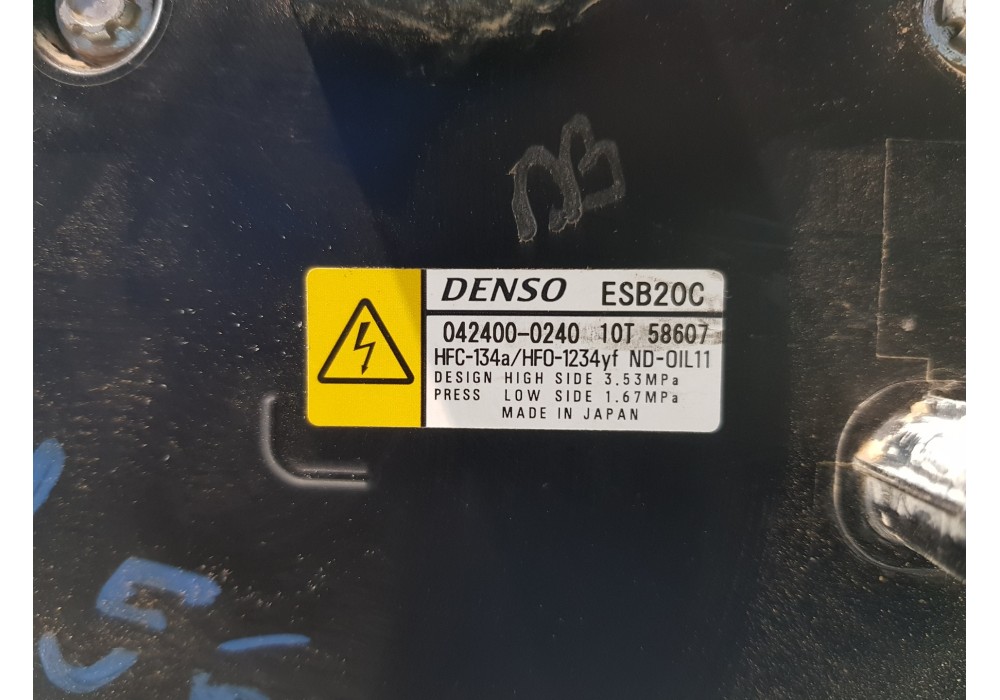 DENSO ESB20C
042400-0240 10T 58607
HFC-134a/HFO-1234yf ND-OIL11
DESIGN HIGH SIDE 3.53MPa
PRESS LOW SIDE 1.67MPa
MADE IN JAPAN